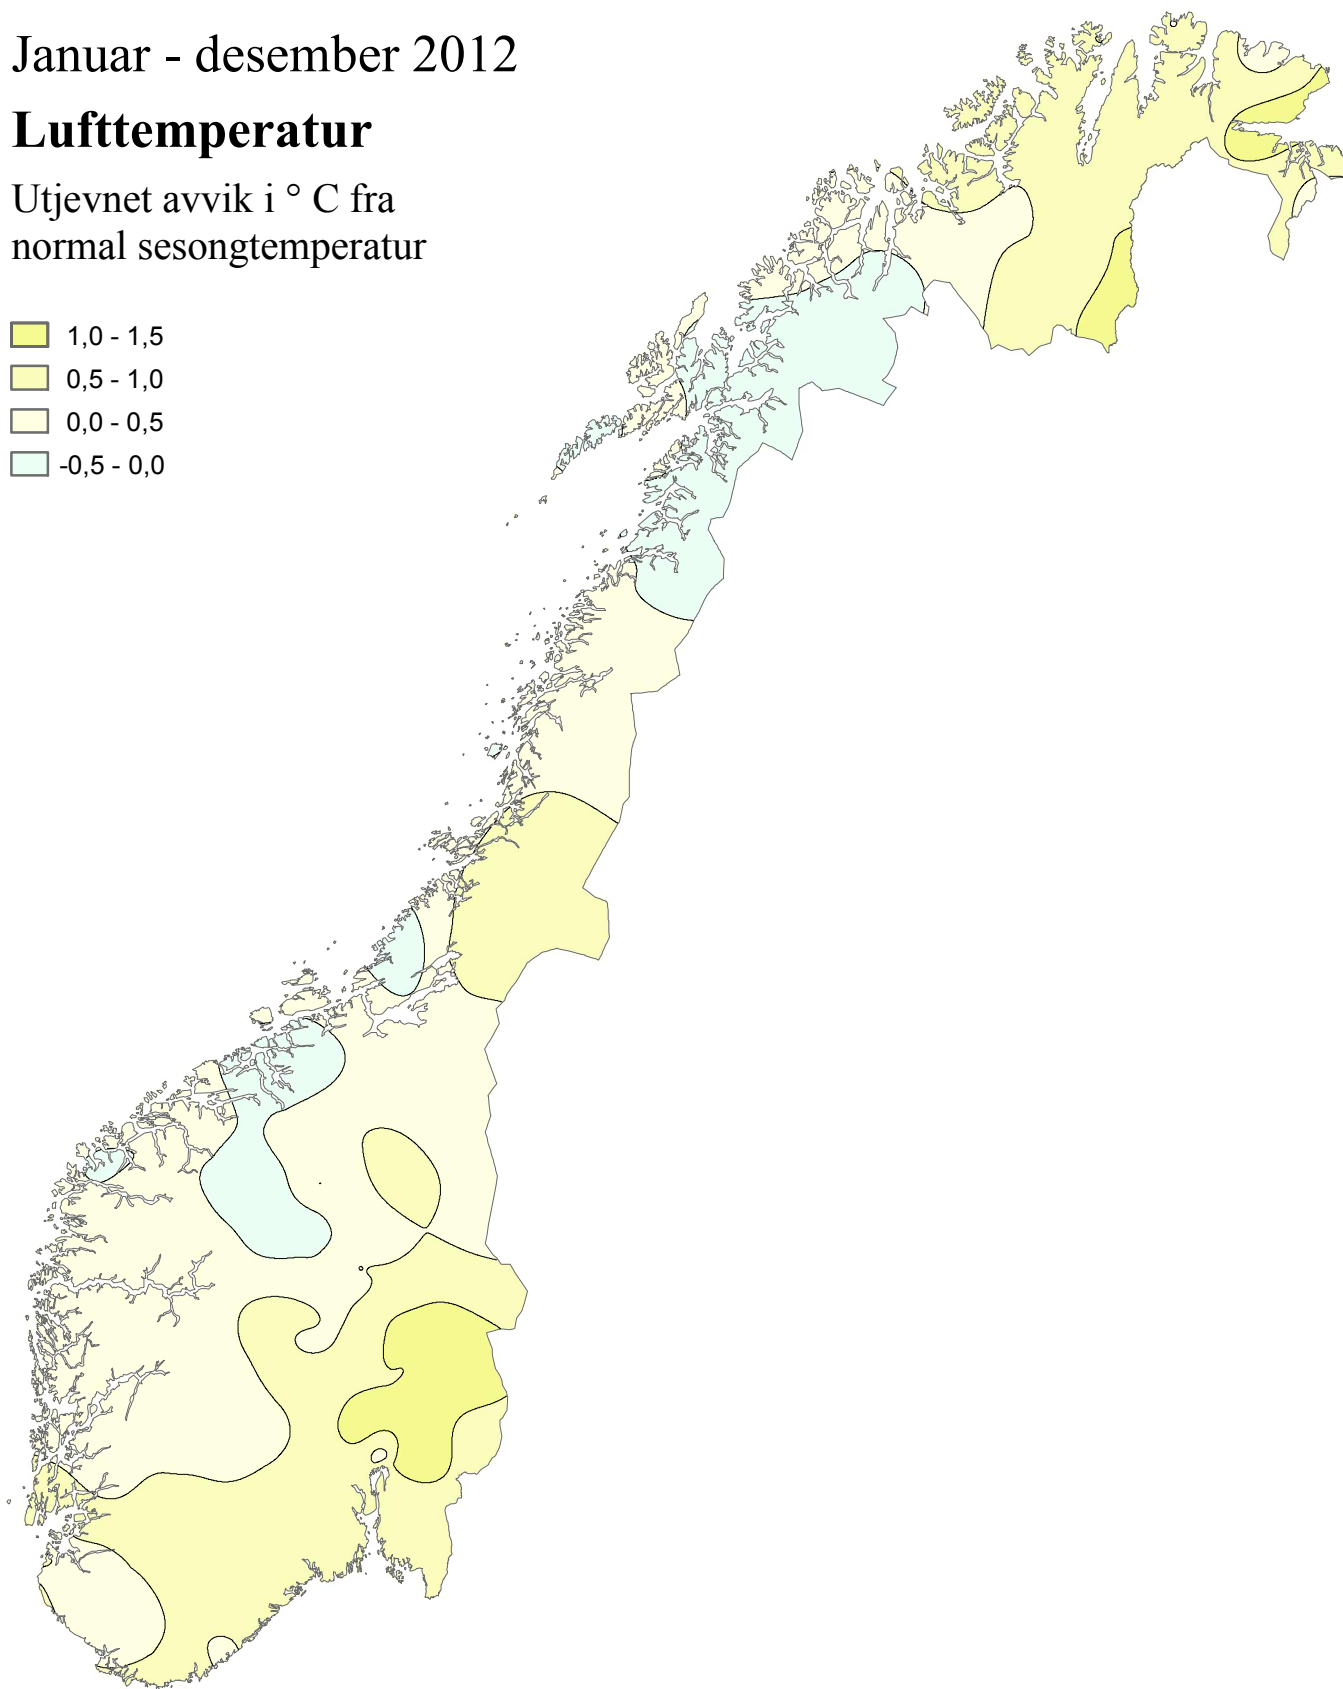 Januar - desember 2012
Lufttemperatur
Utjevnet avvik i ° C fra
normal sesongtemperatur
1,0 - 1,5
0,5 - 1,0
0,0 - 0,5
-0,5 - 0,0